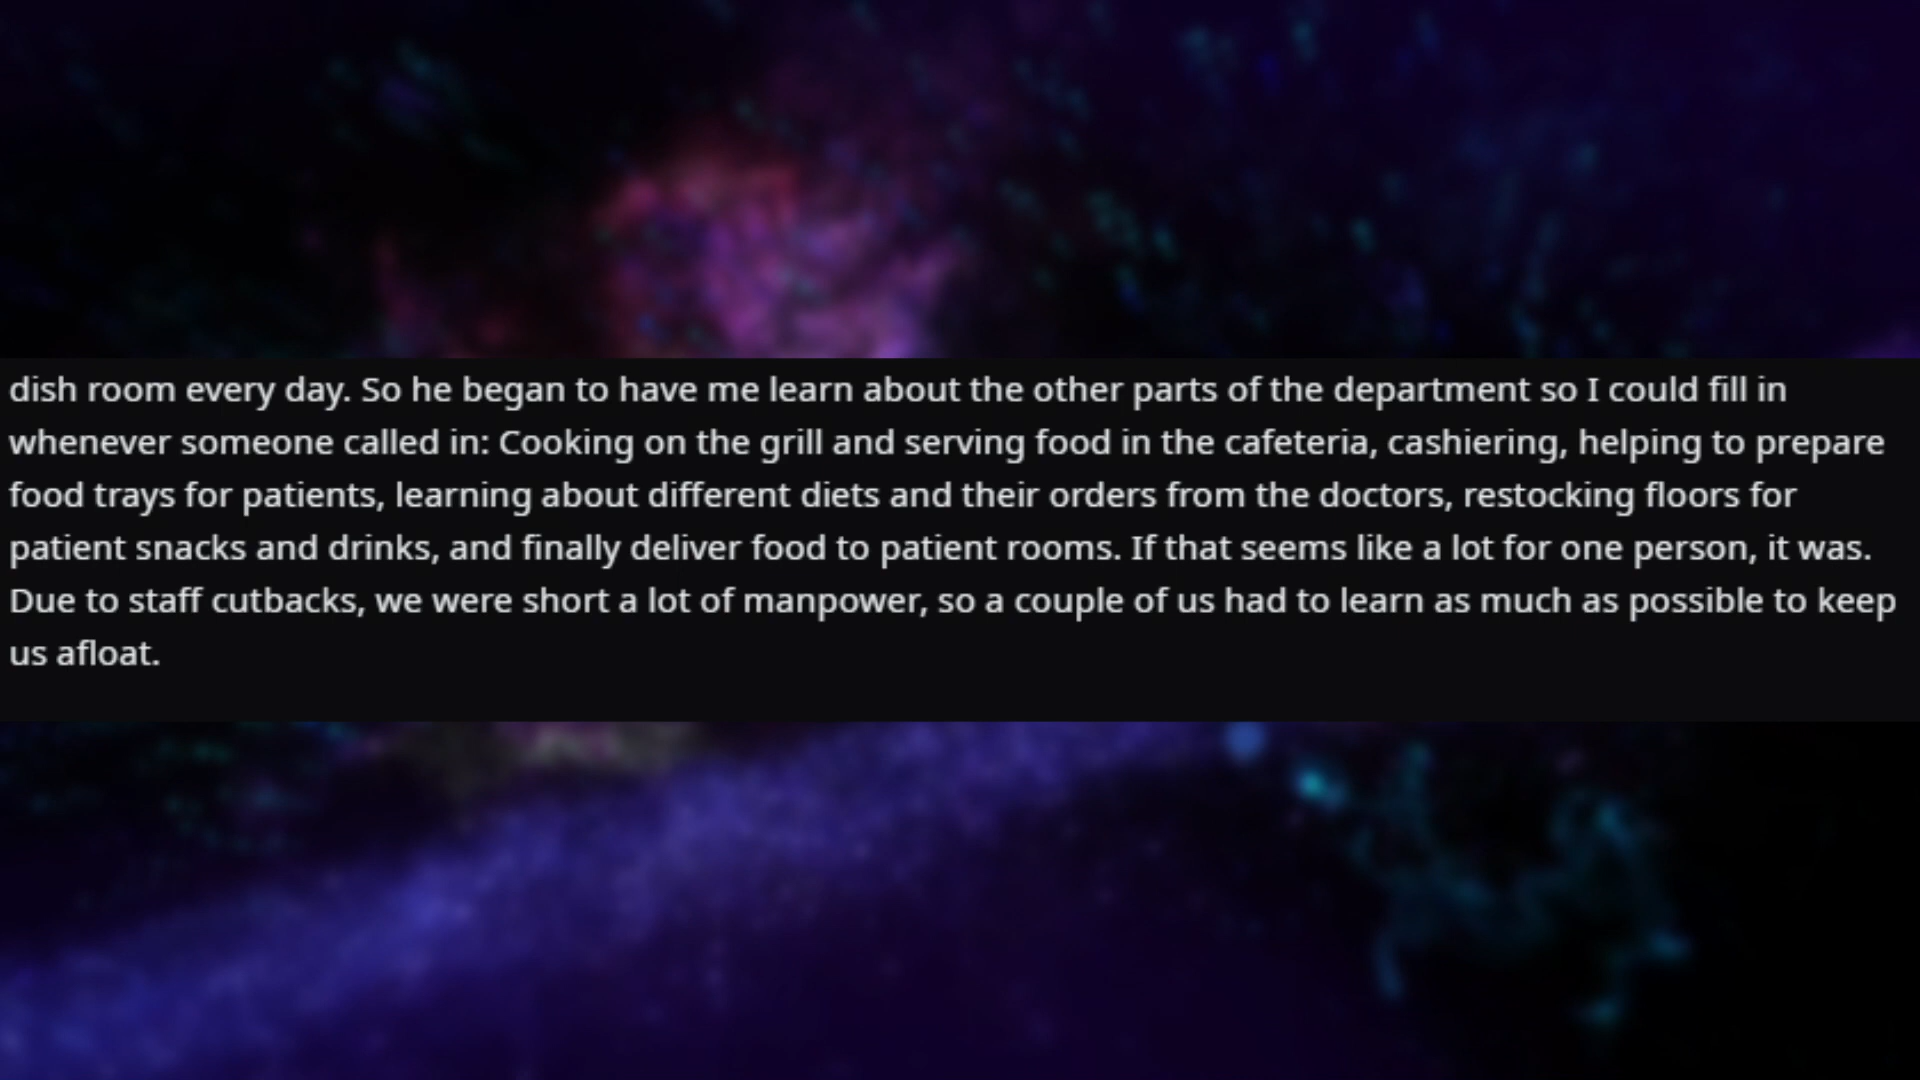 dish room every day. So he began to have me learn about the other parts of the department so I could fill in
whenever someone called in: Cooking on the grill and serving food in the cafeteria, cashiering, helping to prepare
food trays for patients, learning about different diets and their orders from the doctors, restocking floors for
patient snacks and drinks, and finally deliver food to patient rooms. If that seems like a lot for one person, it was.
Due to staff cutbacks, we were short a lot of manpower, so a couple of us had to learn as much as possible to keep
us afloat.